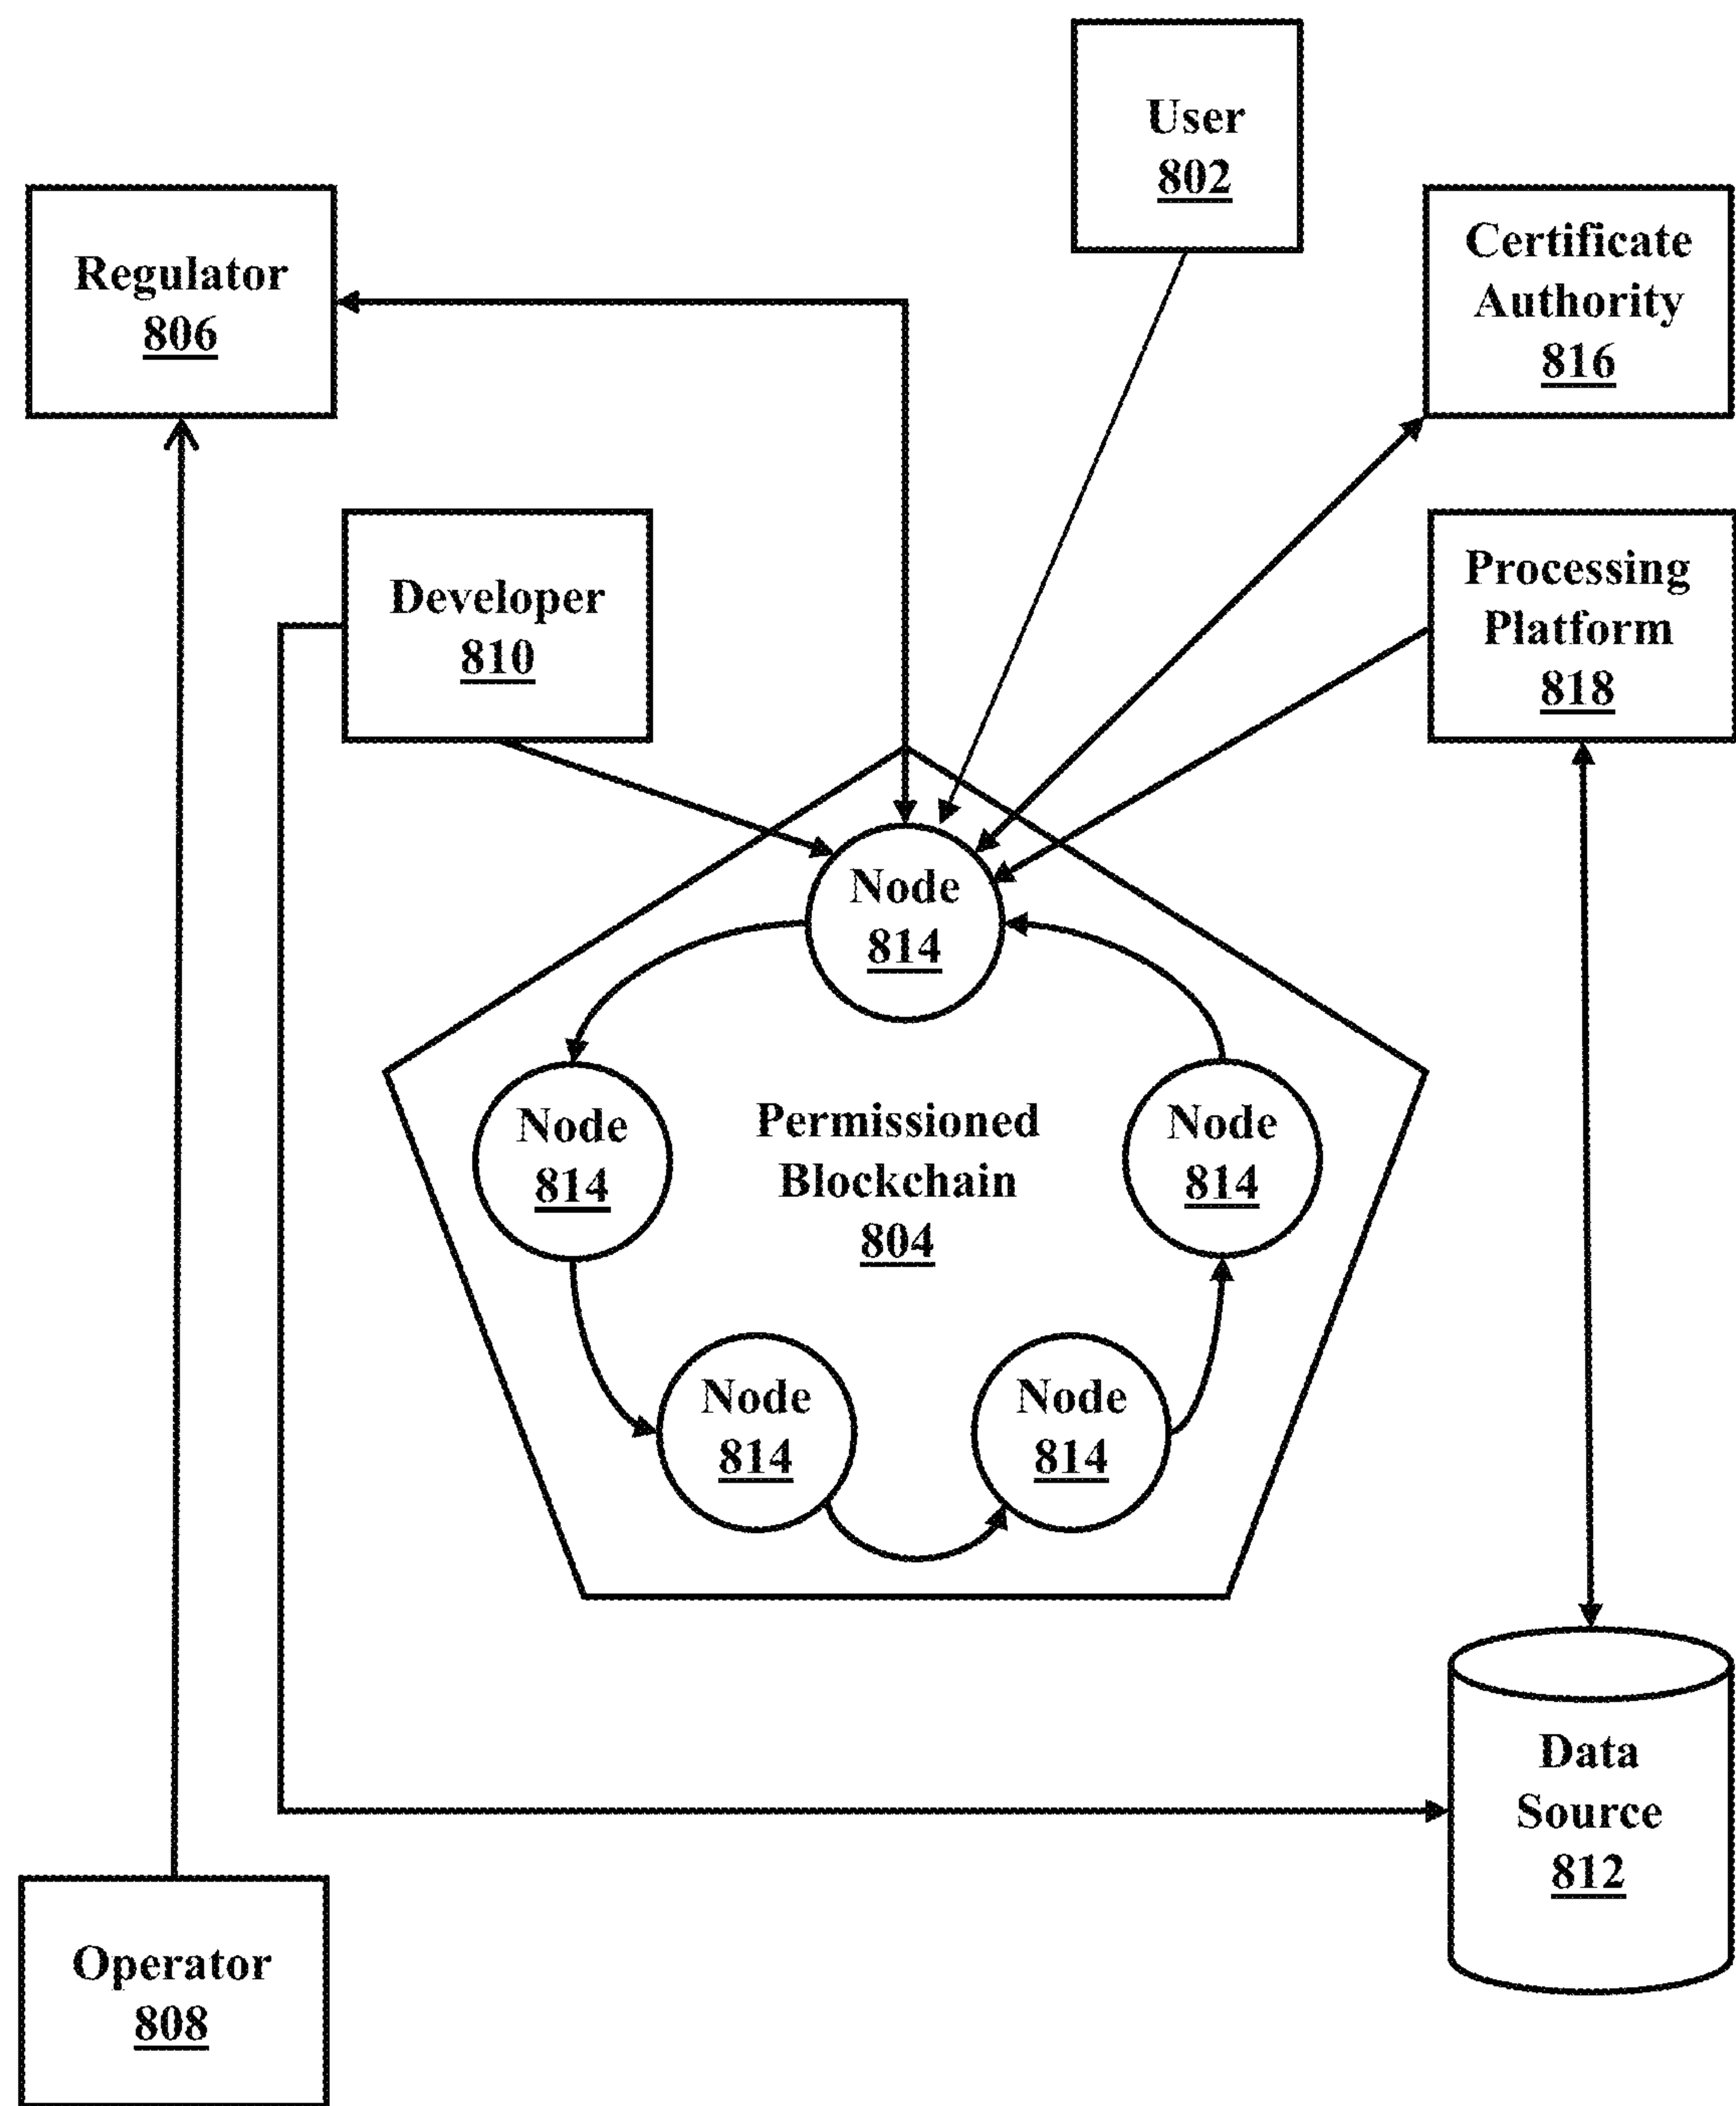 User
802
Regulator
806
Certificate
Authority
816
Developer
810
Processing
Platform
818
Node
814
Node
814
Permissioned
Blockchain
804
Node
814
Node
814
Node
814
Data
Source
812
Operator
808